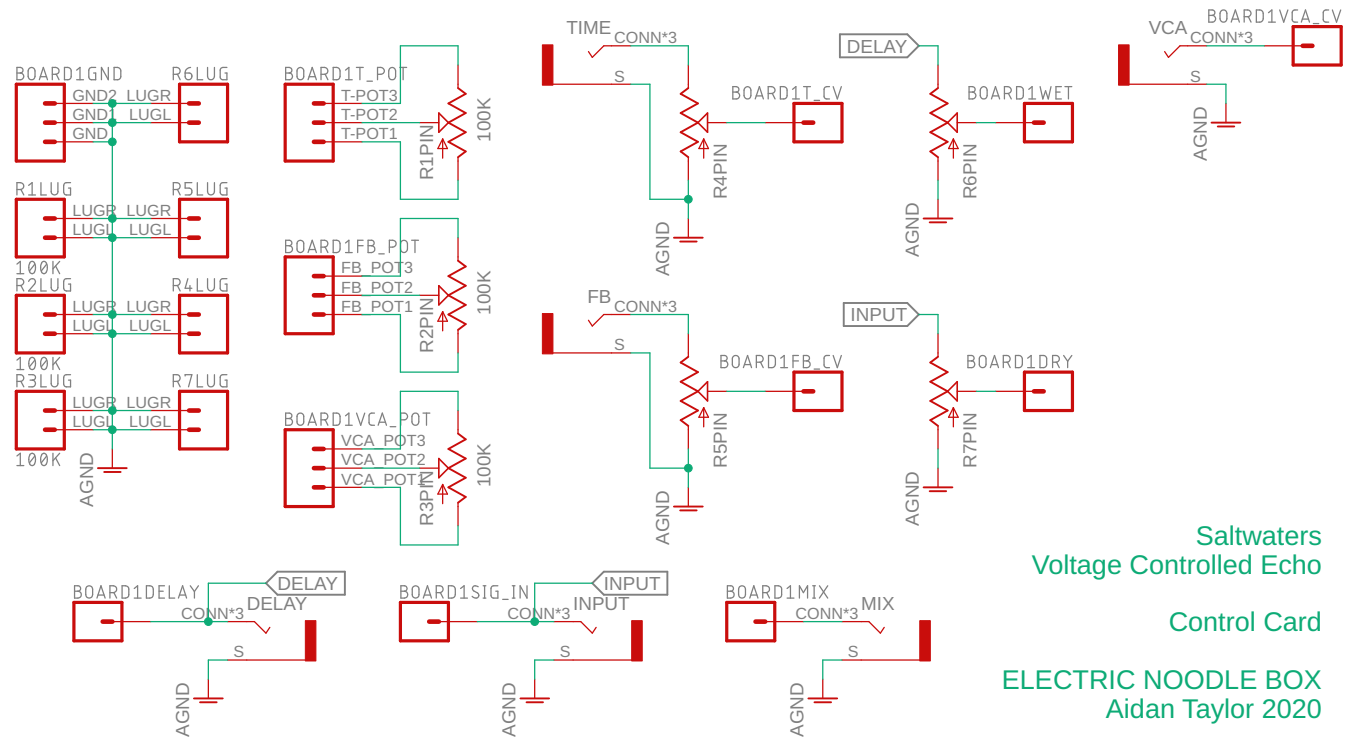 BOARD1GND
GND2
GND1
GND
R6LUG
LUGR
LUGL
R1LUG
LUGR
LUGL
100K
R5LUG
LUGR
LUGL
R2LUG
LUGR
LUGL
100K
R4LUG
LUGR
LUGL
R3LUG
LUGR
LUGL
100K
R7LUG
LUGR
LUGL
AGND
BOARD1T_POT
T-POT3
T-POT2
T-POT1
R1PIN
100K
BOARD1FB_POT
FB_POT3
FB_POT2
FB_POT1
R2PIN
100K
BOARD1VCA_POT
VCA_POT3
VCA_POT2
VCA_POT1
R3PIN
100K
TIME
CONN*3
S
R4PIN
BOARD1T_CV
AGND
FB
CONN*3
S
R5PIN
BOARD1FB_CV
AGND
DELAY
R6PIN
BOARD1WET
AGND
INPUT
R7PIN
BOARD1DRY
AGND
VCA
CONN*3
S
BOARD1VCA_CV
AGND
BOARD1DELAY
DELAY
CONN*3
DELAY
S
AGND
BOARD1SIG_IN
INPUT
CONN*3
INPUT
S
AGND
BOARD1MIX
CONN*3
MIX
S
AGND
Saltwaters
Voltage Controlled Echo
Control Card
ELECTRIC NOODLE BOX
Aidan Taylor 2020